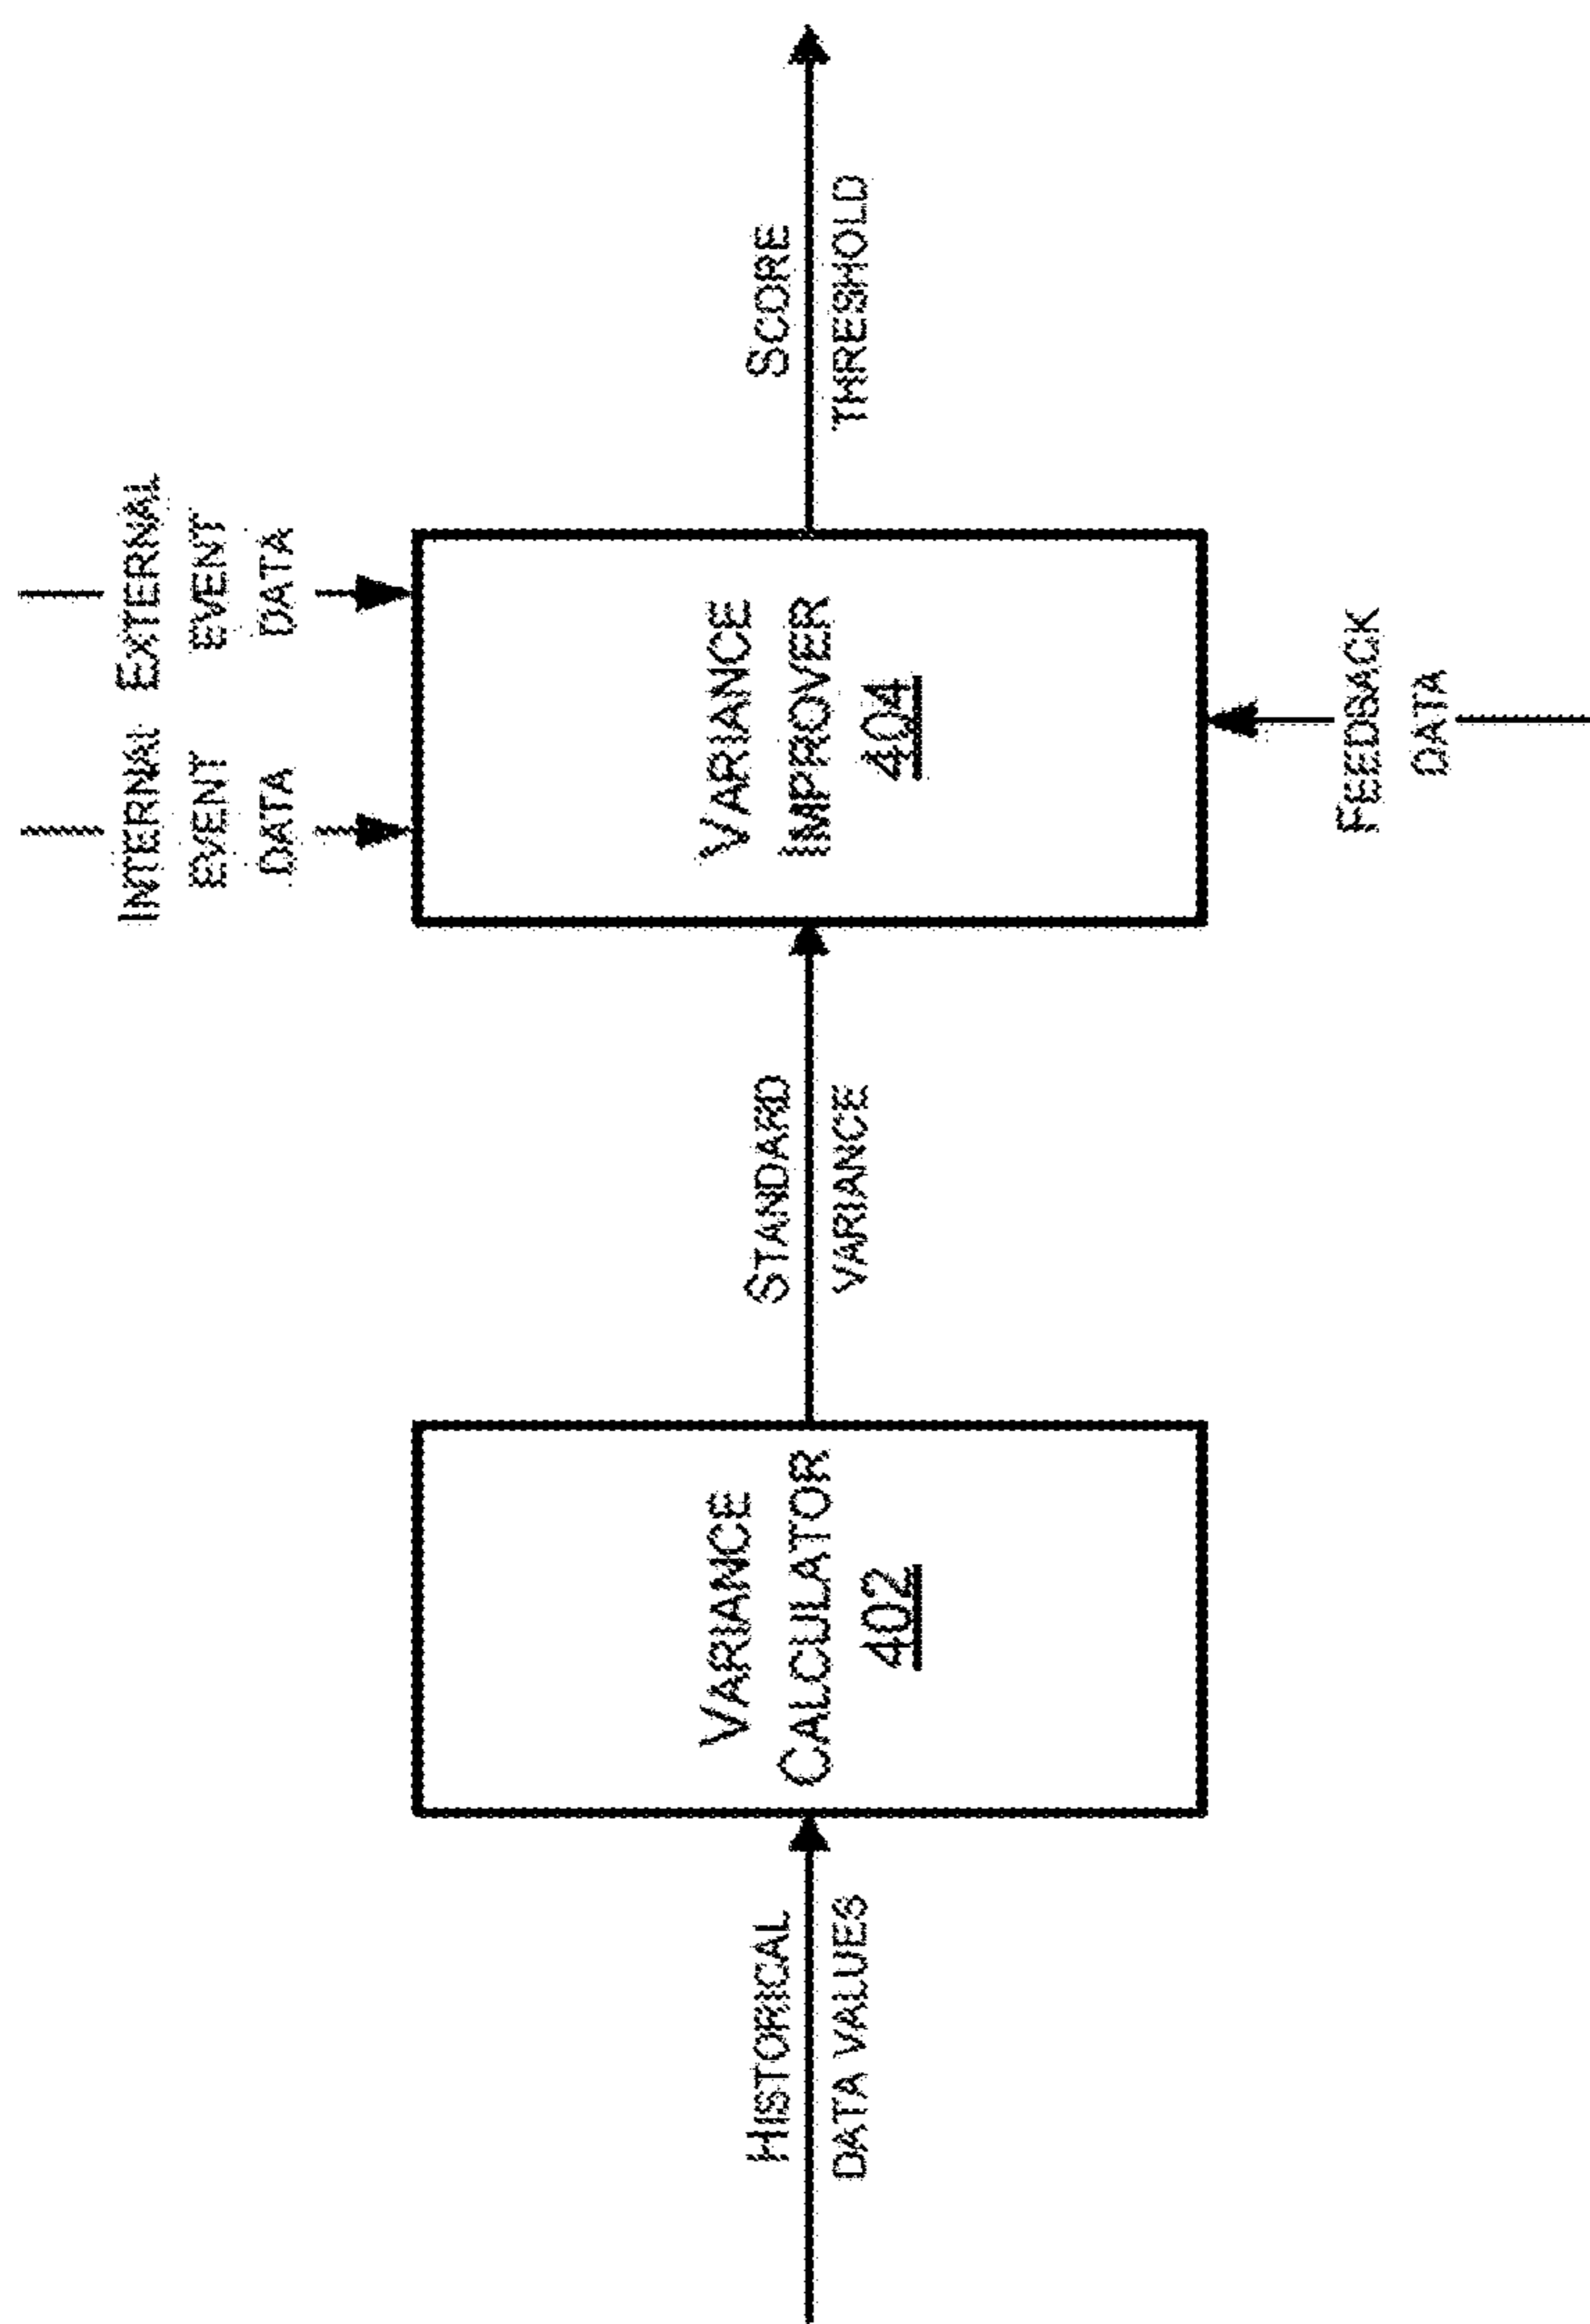 Historical
data values
Variance
Calculator
402
Standard
variance
Internal
event
data
External
event
data
Variance
Improver
404
Feedback
data
Score
threshold